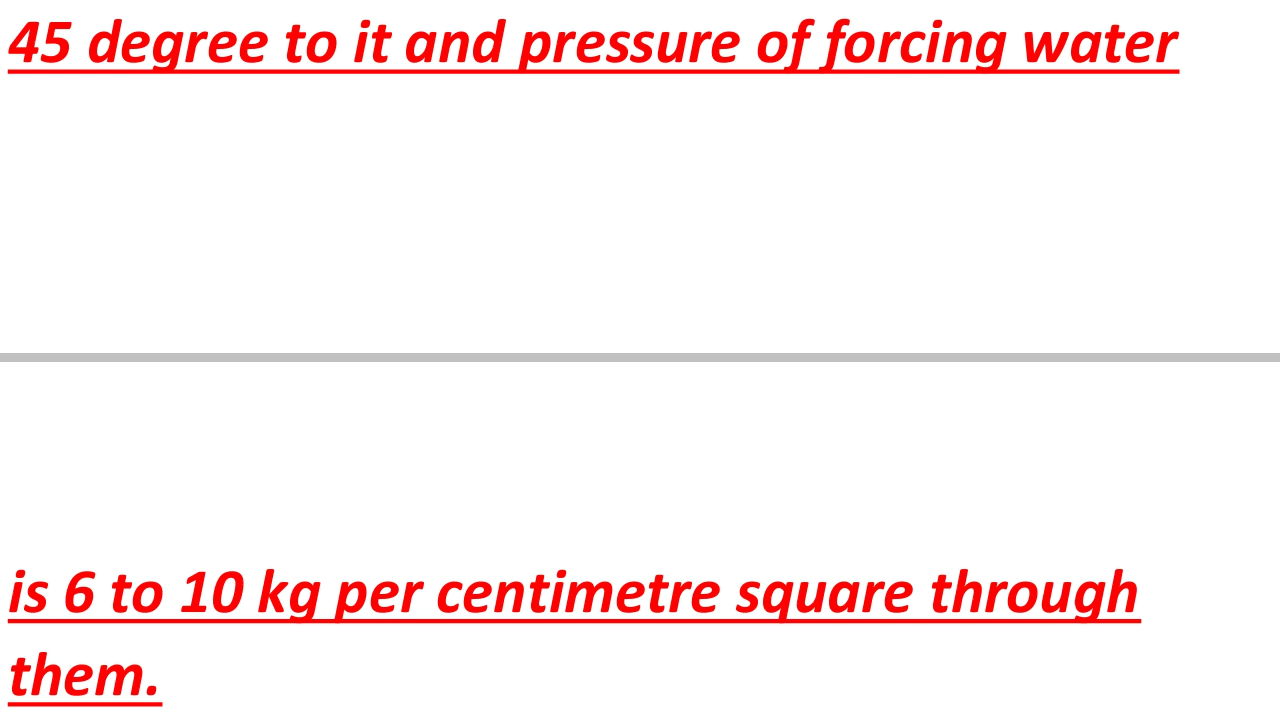 45 degree to it and pressure of forcing water
is 6 to 10 kg per centimetre square through
them.